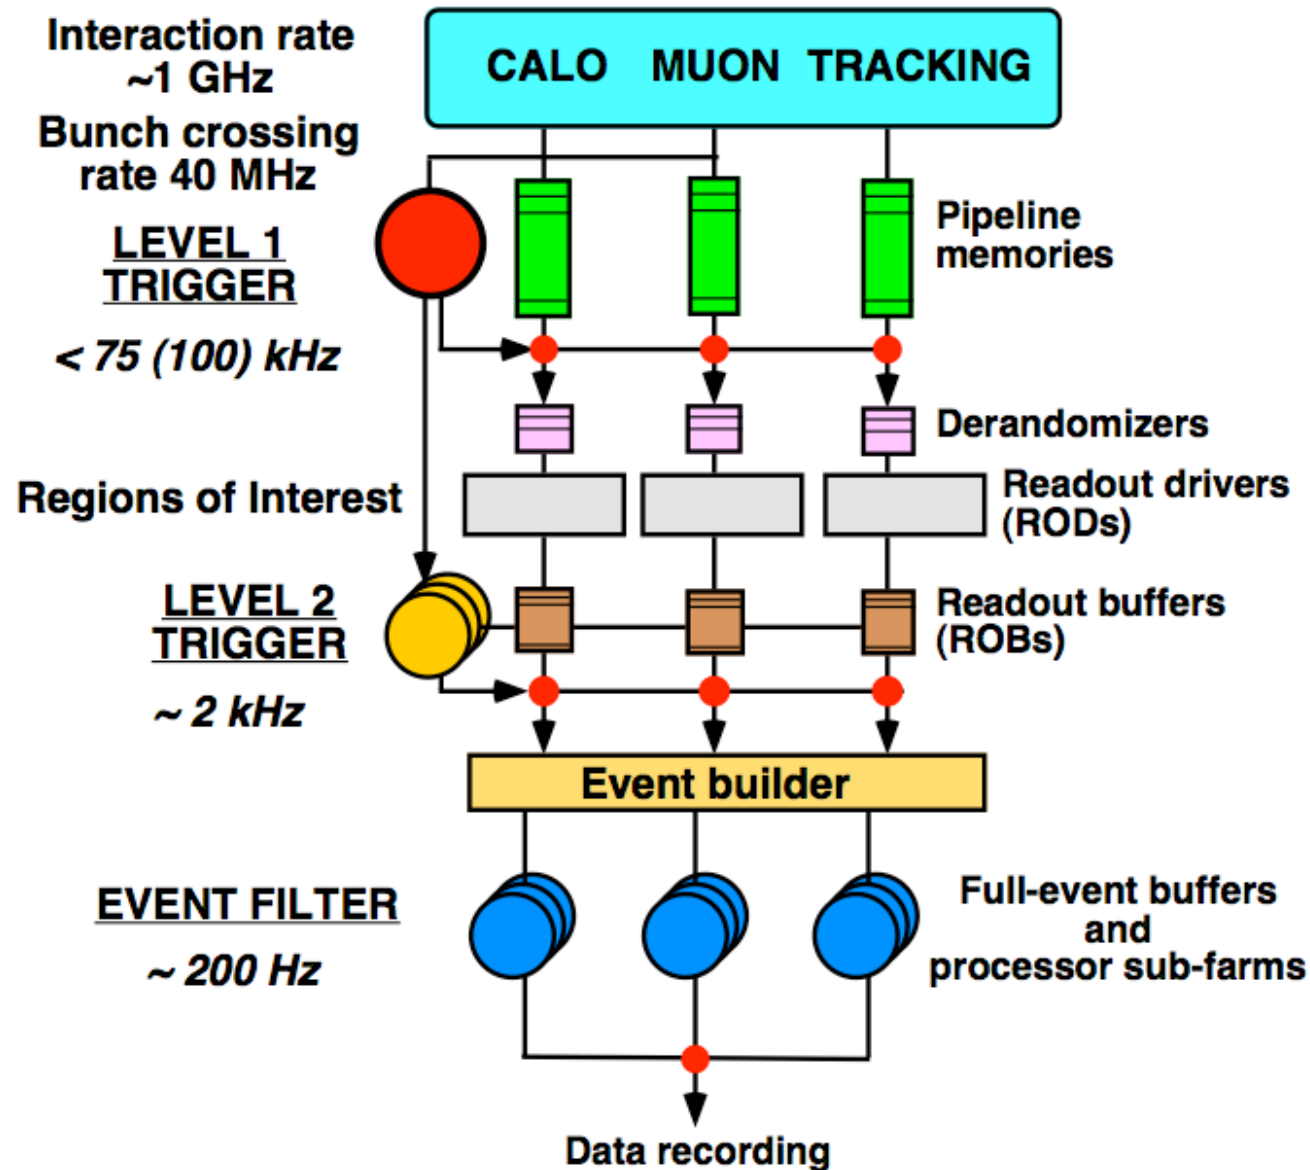 Interaction rate
~1 GHz
CALO MUON TRACKING
Bunch crossing
rate 40 MHz
LEVEL 1
TRIGGER
< 75 (100) kHz
Pipeline
memories
Derandomizers
Regions of Interest
Readout drivers
(RODs)
LEVEL 2
TRIGGER
~ 2 kHz
Readout buffers
(ROBs)
Event builder
EVENT FILTER
~ 200 Hz
Full-event buffers
and
processor sub-farms
Data recording